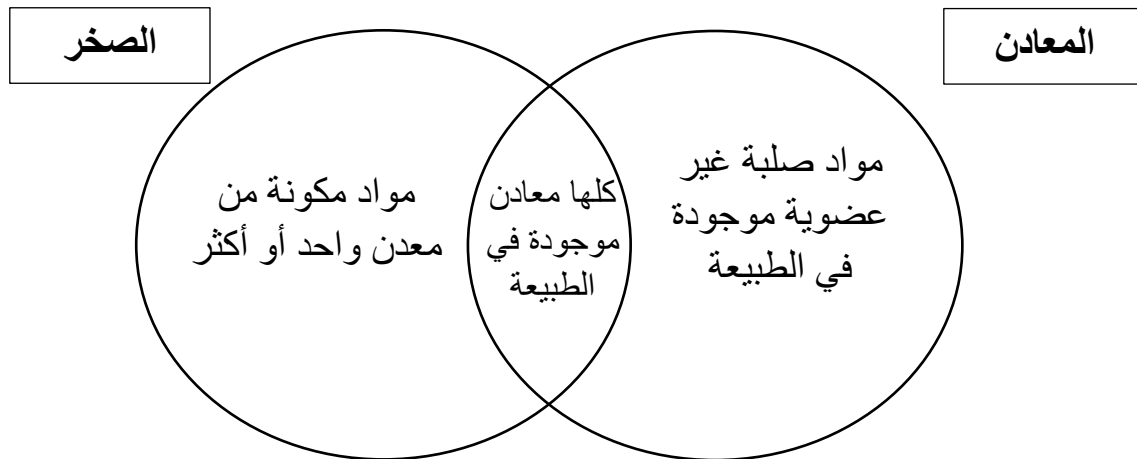 المعادن
الصخر
مواد صلبة غير
عضوية موجودة
في الطبيعة
كلها معادن
موجودة في
الطبيعة
مواد مكونة من
معدن واحد أو أكثر